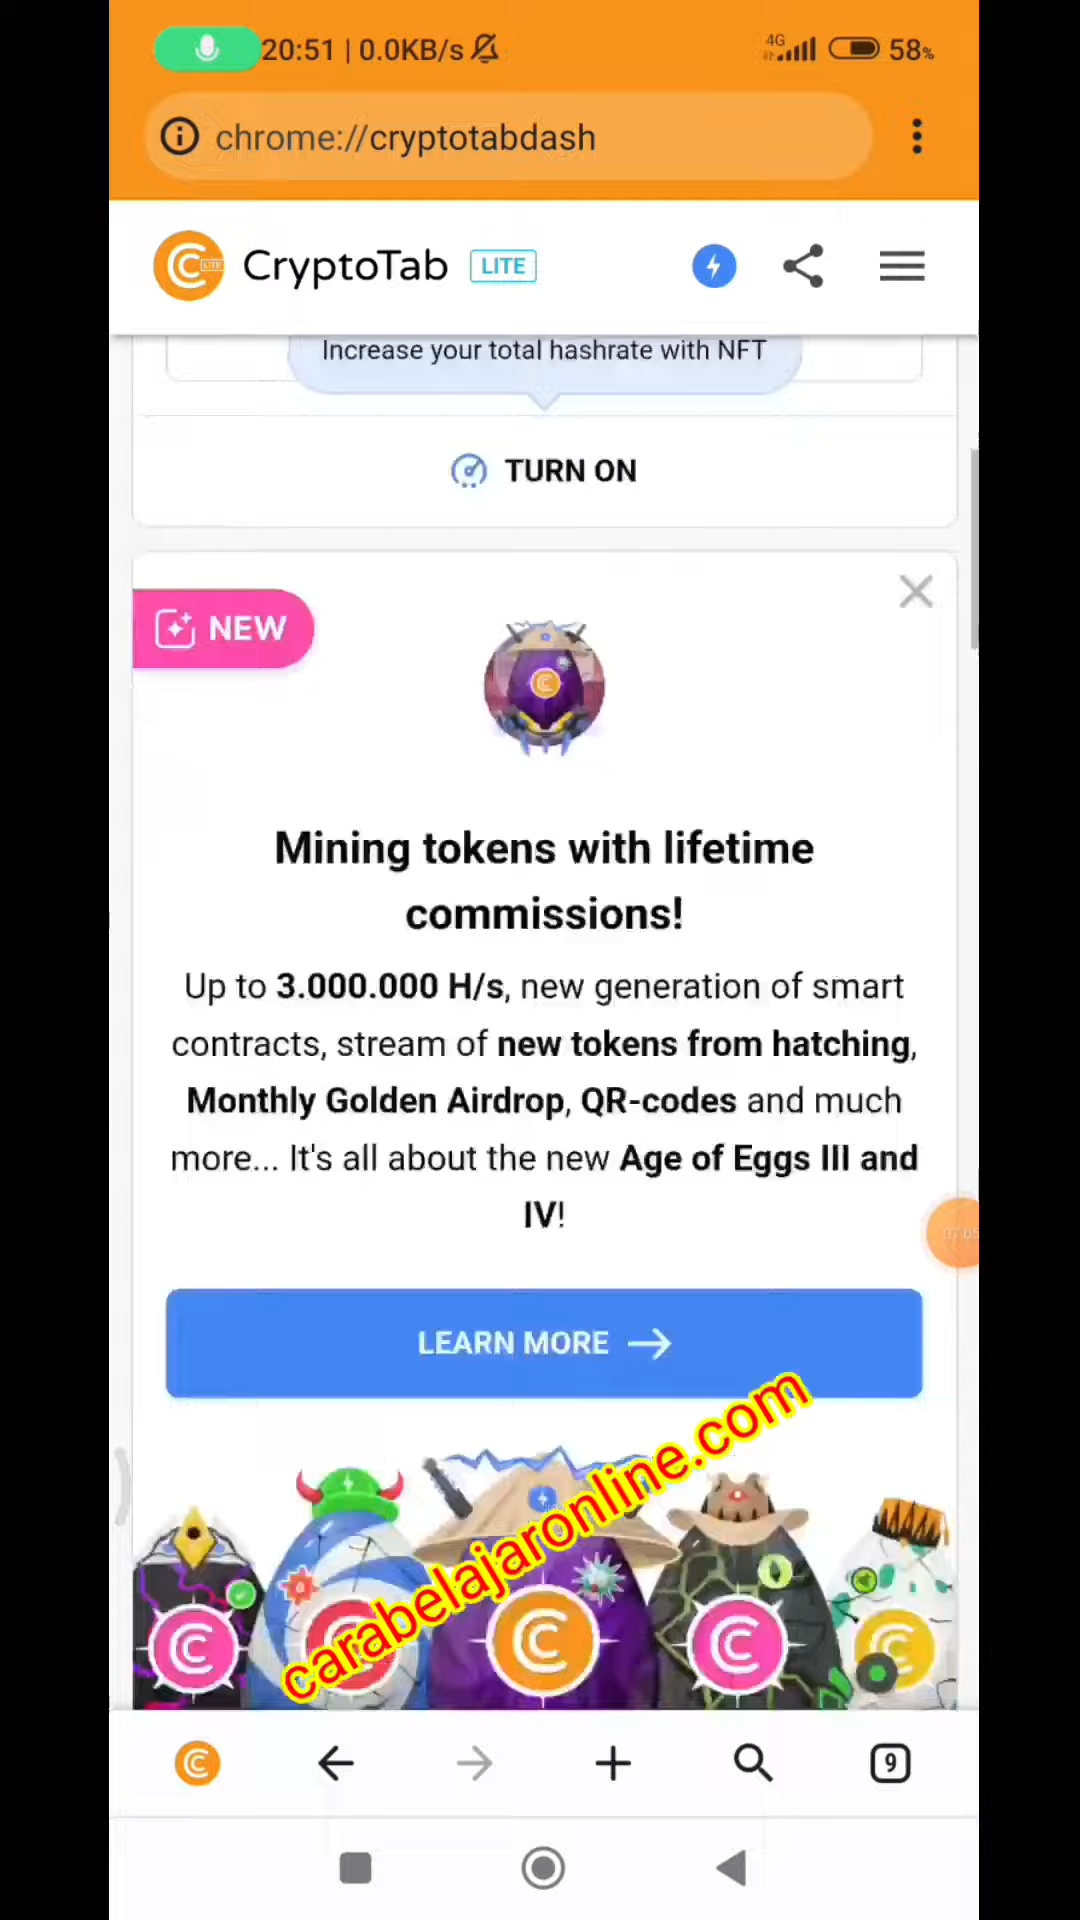 20:51 | 0.0KB/s 4G 58%
chrome://cryptotabdash
CryptoTab LITE
Increase your total hashrate with NFT
TURN ON
NEW
Mining tokens with lifetime
commissions!
Up to 3.000.000 H/s, new generation of smart
contracts, stream of new tokens from hatching,
Monthly Golden Airdrop, QR-codes and much
more... It's all about the new Age of Eggs III and
IV!
LEARN MORE
carabelajaronline.com
9